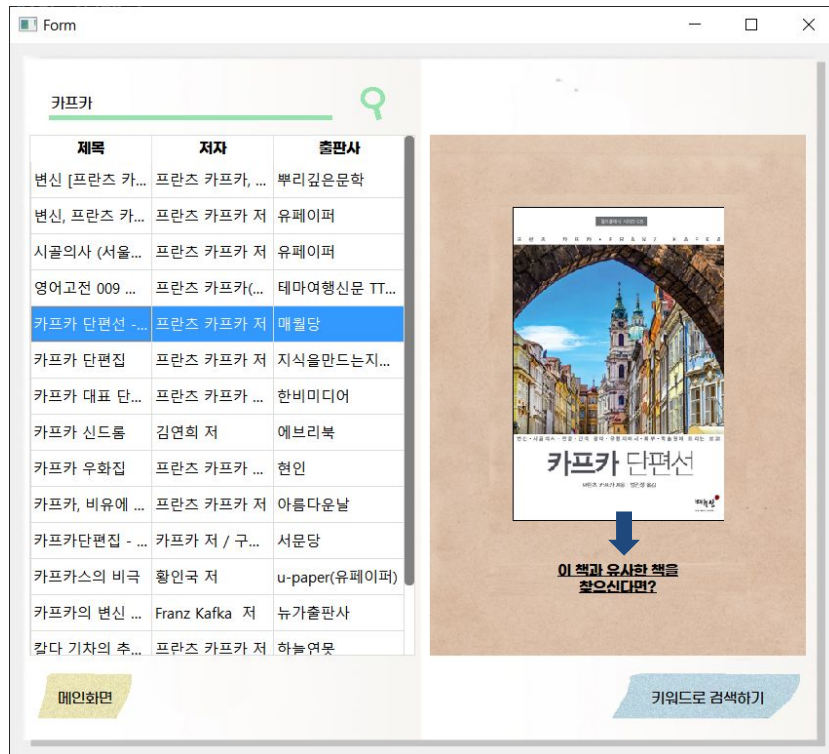 Form
카프카
제목 저자 출판사
변신 [프란츠 카... 프란츠 카프카, ... 뿌리깊은문학
변신, 프란츠 카... 프란츠 카프카 저 유페이퍼
시골의사 (서울... 프란츠 카프카 저 유페이퍼
영어고전 009 ... 프란츠 카프카(... 테마여행신문 TT...
카프카 단편선 -... 프란츠 카프카 저 매월당
카프카 단편집 프란츠 카프카 저 지식을만드는지...
카프카 대표 단... 프란츠 카프카 ... 한비미디어
카프카 신드롬 김연희 저 에브리북
카프카 우화집 프란츠 카프카 ... 현인
카프카, 비유에 ... 프란츠 카프카 저 아름다운날
카프카단편집 - ... 카프카 저 / 구... 서문당
카프카스의 비극 황인국 저 u-paper(유페이퍼)
카프카의 변신 ... Franz Kafka 저 뉴가출판사
칼다 기차의 추... 프란츠 카프카 저 하늘연못
프란츠 카프카•FRANZ KAFKA
카프카 단편선
이 책과 유사한 책을
찾으신다면?
메인화면
키워드로 검색하기